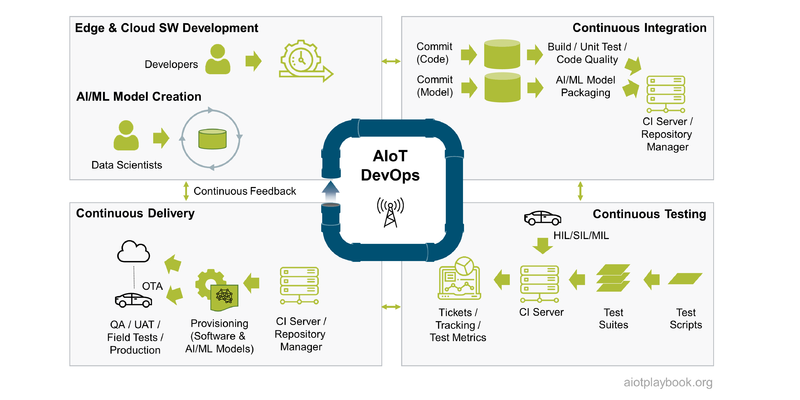 Edge & Cloud SW Development
Developers
AI/ML Model Creation
Data Scientists
Continuous Integration
Commit
(Code)
Build / Unit Test /
Code Quality
Commit
(Model)
AI/ML Model
Packaging
CI Server /
Repository
Manager
AIoT
DevOps
Continuous Feedback
Continuous Delivery
OTA
QA / UAT /
Field Tests /
Production
Provisioning
(Software &
AI/ML Models)
CI Server /
Repository
Manager
Continuous Testing
HIL/SIL/MIL
Tickets /
Tracking /
Test Metrics
CI Server
Test
Suites
Test
Scripts
aiotplaybook.org